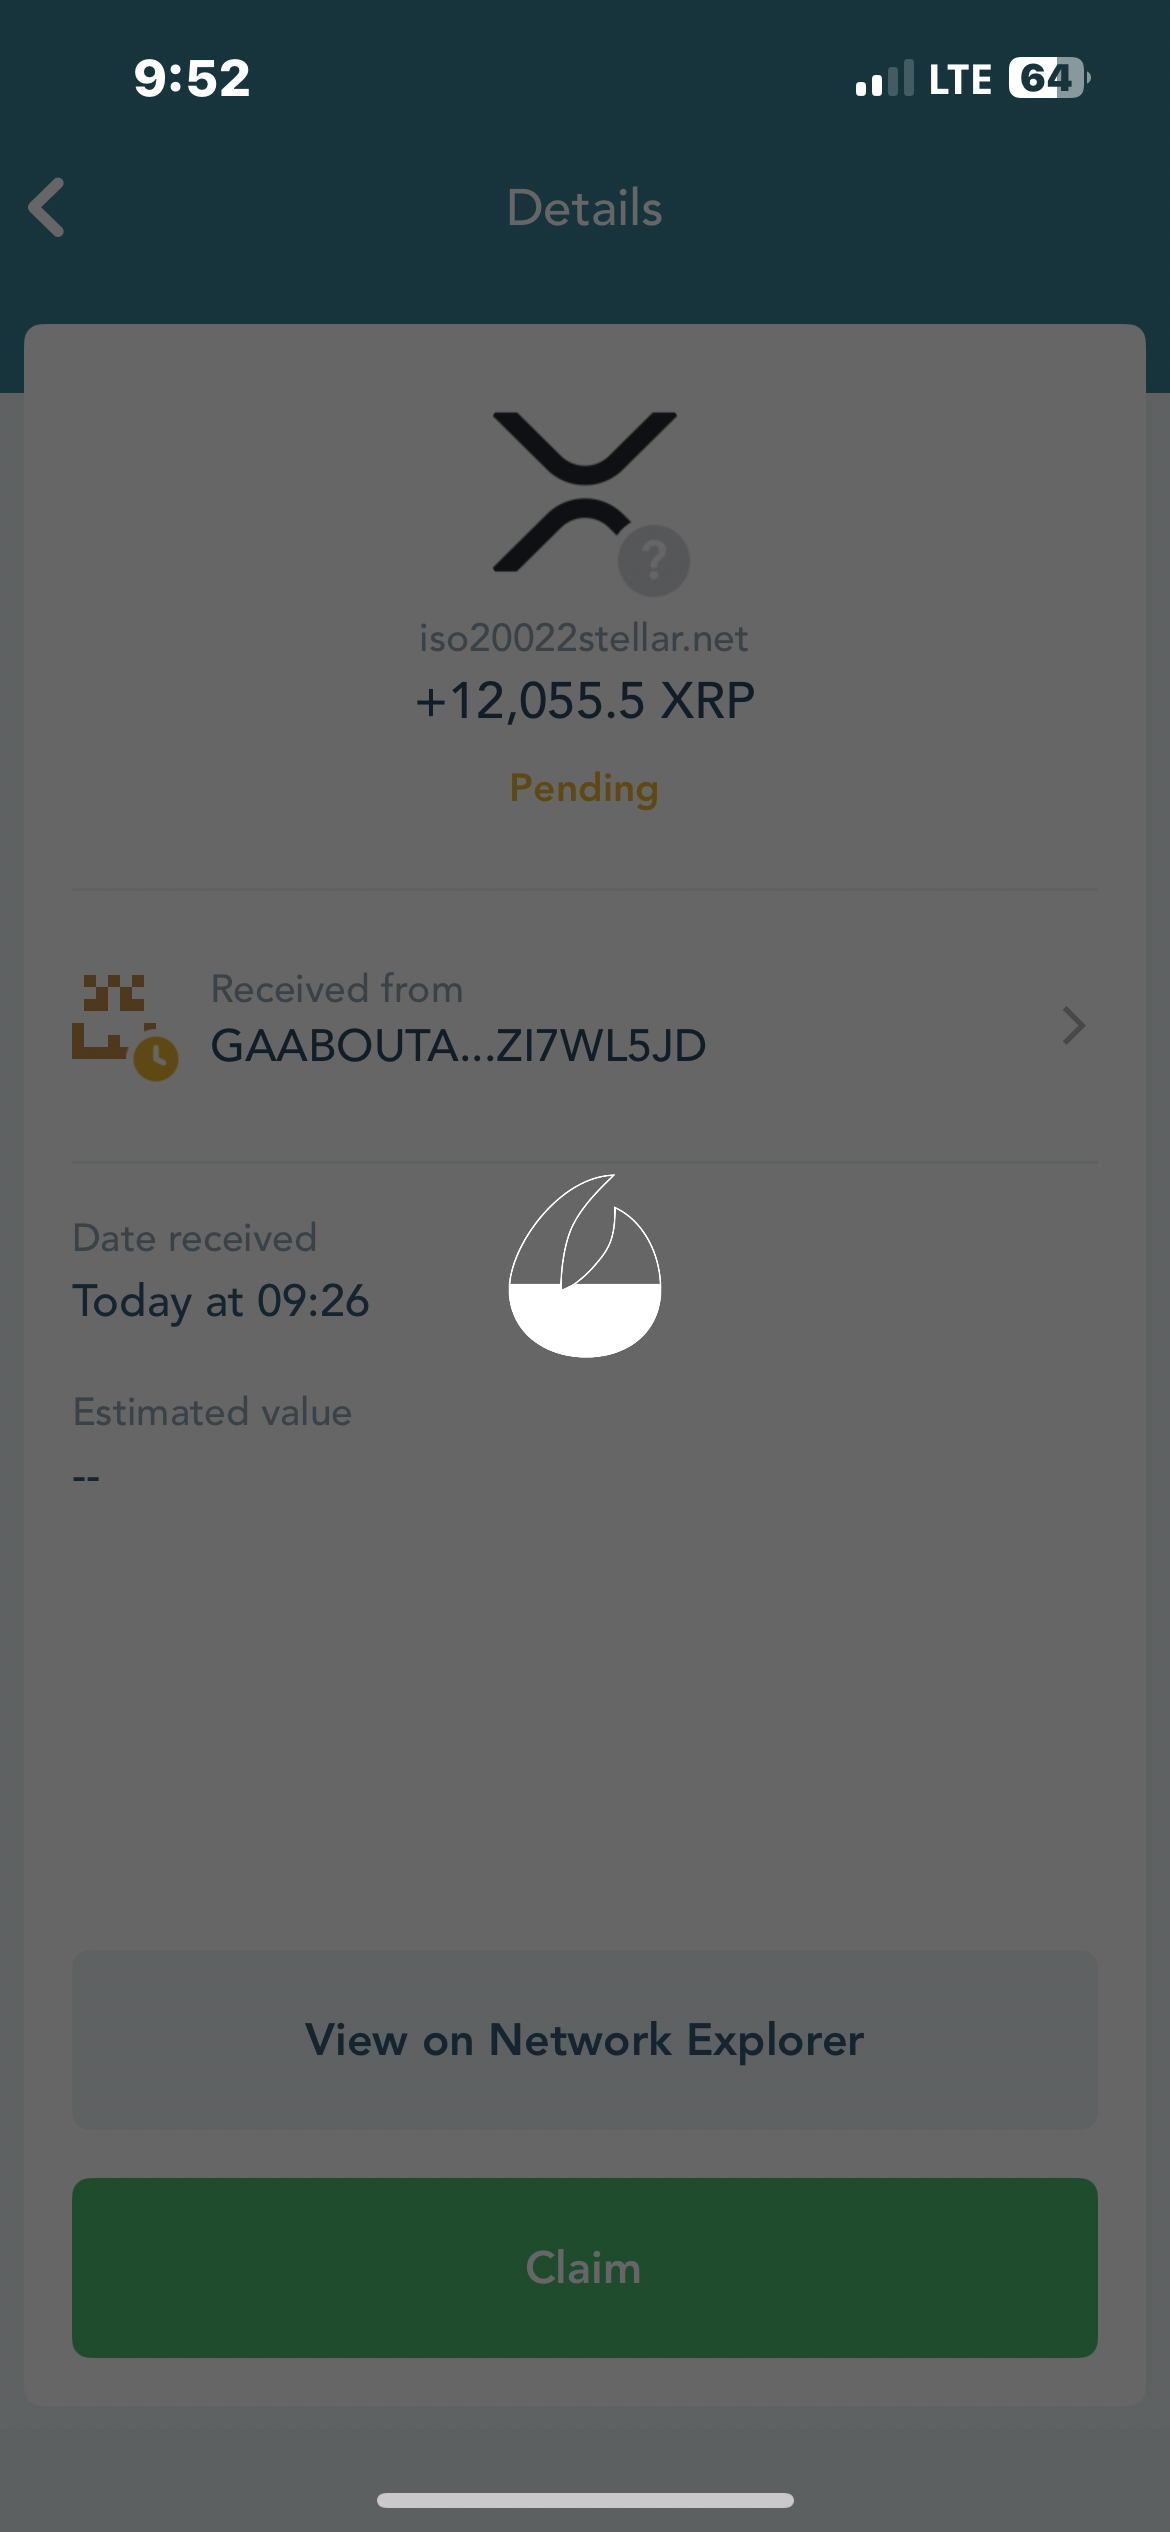 9:52
LTE 64
Details
?
iso20022stellar.net
+12,055.5 XRP
Pending
Received from
GAABOUTA...ZI7WL5JD
Date received
Today at 09:26
Estimated value
--
View on Network Explorer
Claim